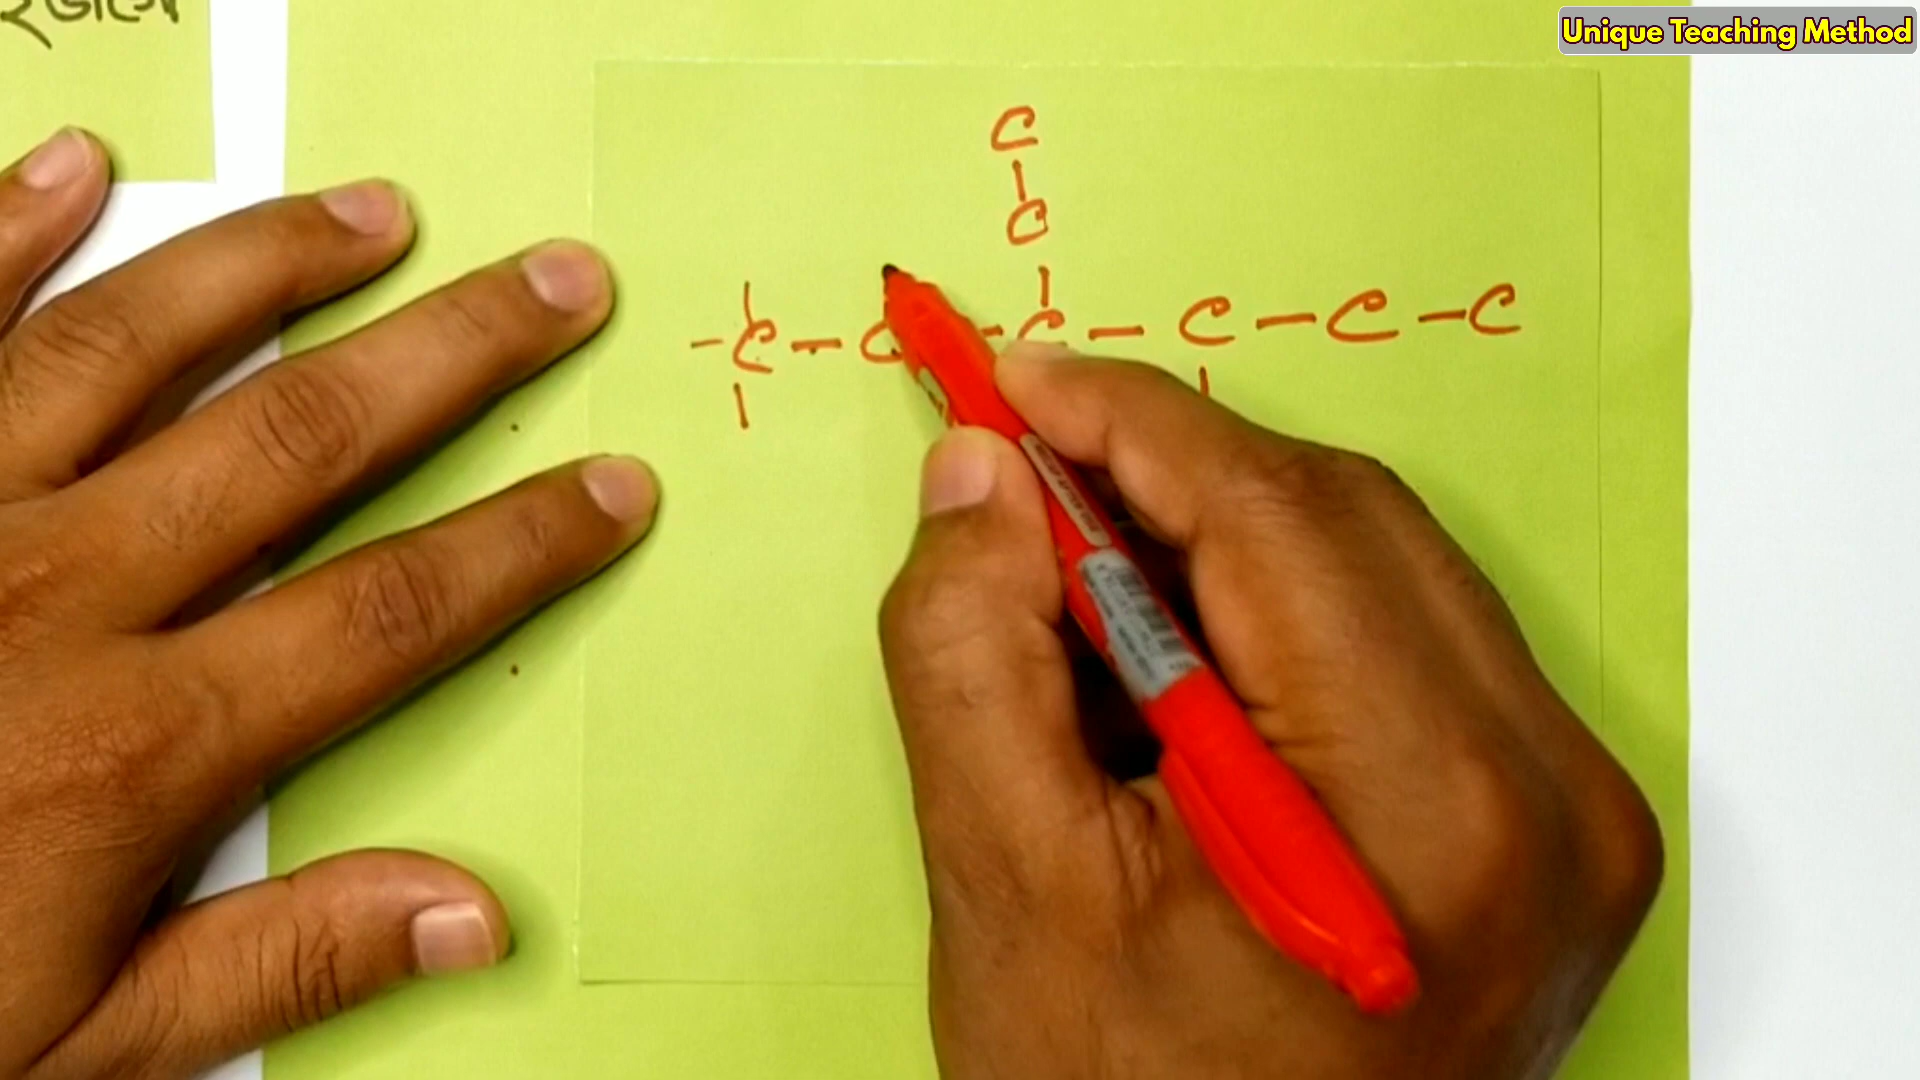 Unique Teaching Method
C
C
C - C - C - C - C - C